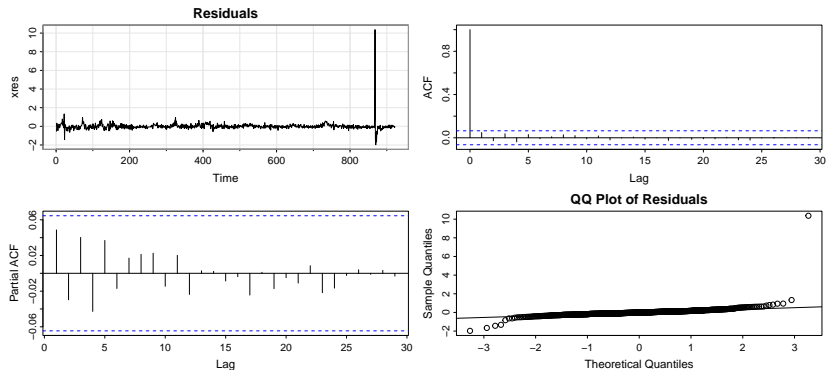 Residuals
xres
10
8
6
4
2
0
−2
0 200 400 600 800
Time
ACF
0.8
0.4
0.0
0 5 10 15 20 25 30
Lag
Partial ACF
0.06
0.02
−0.02
−0.06
0 5 10 15 20 25 30
Lag
QQ Plot of Residuals
Sample Quantiles
10
8
6
4
2
0
−2
−3 −2 −1 0 1 2 3
Theoretical Quantiles